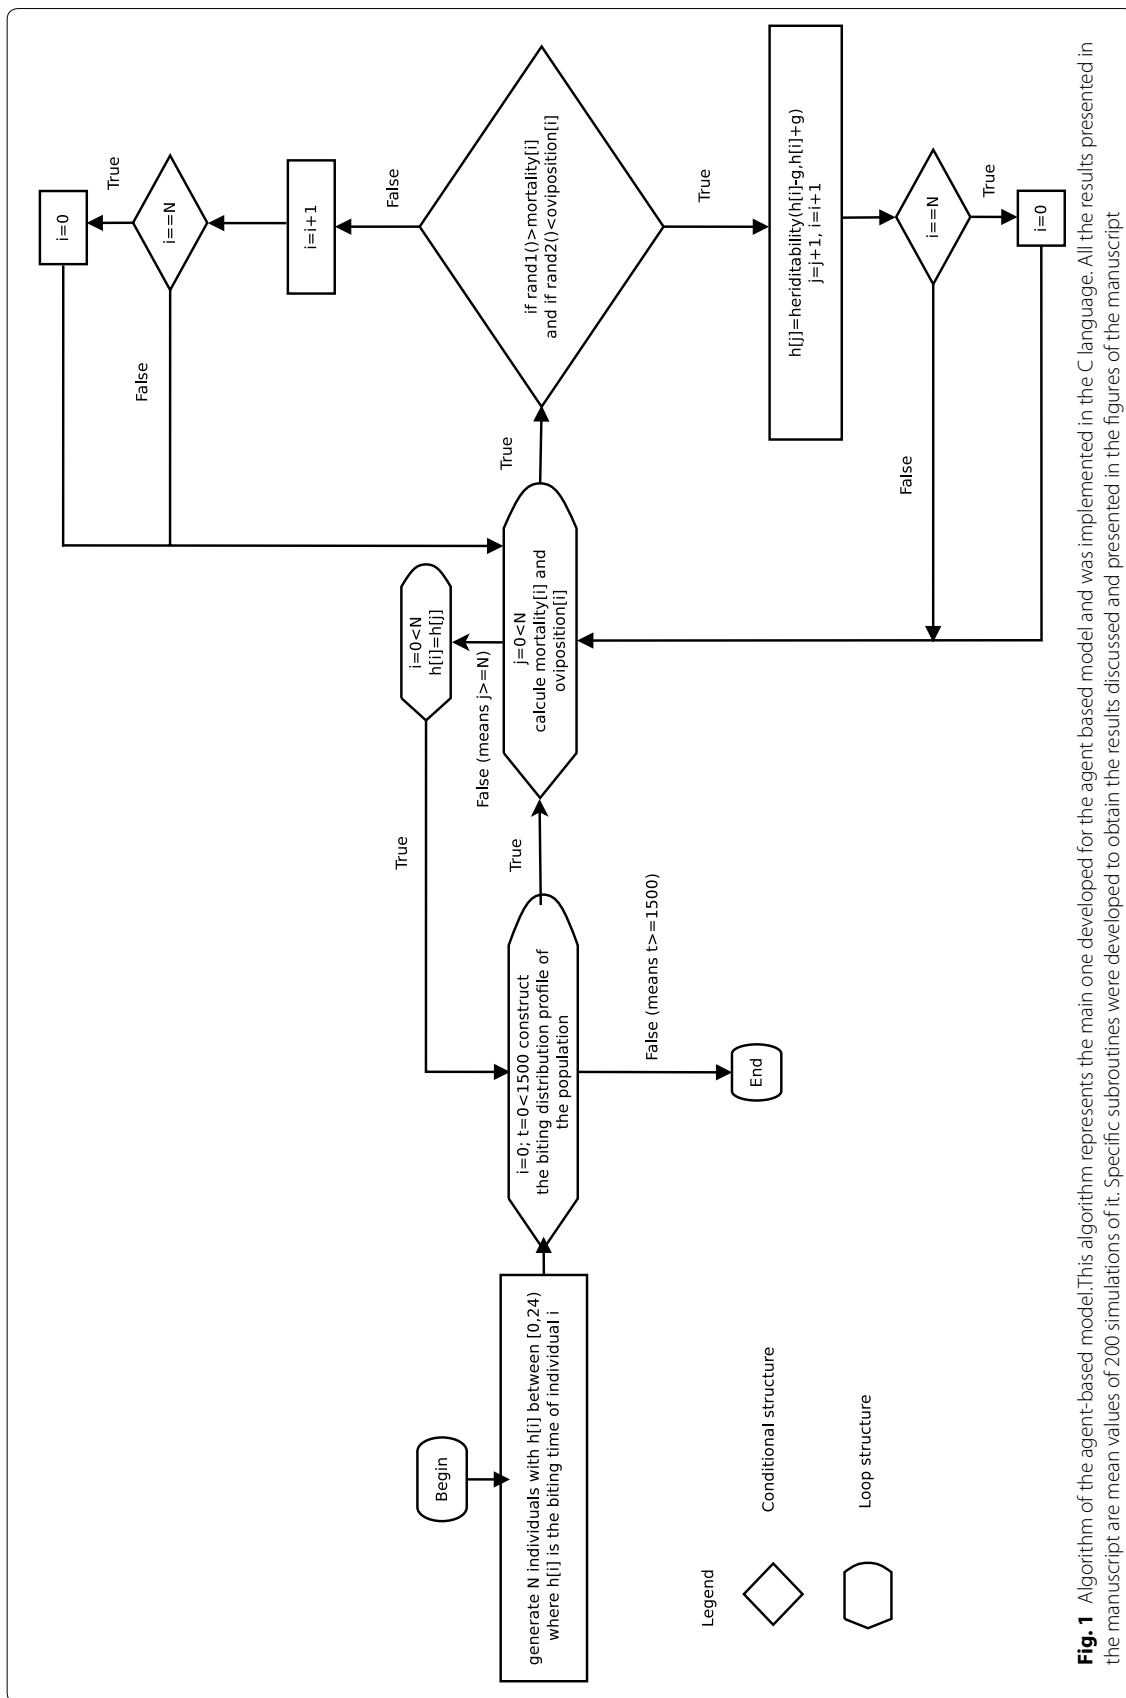 Begin
generate N individuals with h[i] between [0,24)
where h[i] is the biting time of individual i
i=0; t=0<1500 construct
the biting distribution profile of
the population
True
False (means t>=1500)
End
True
i=0<N
h[i]=h[j]
False (means j>=N)
j=0<N
calcule mortality[i] and
oviposition[i]
True
if rand1()>mortality[i]
and if rand2()<oviposition[i]
False
i=i+1
i==N
True
i=0
False
True
h[j]=heriditability(h[i]-g,h[i]+g)
j=j+1, i=i+1
i==N
True
i=0
False
Legend
Conditional structure
Loop structure
Fig. 1 Algorithm of the agent-based model.This algorithm represents the main one developed for the agent based model and was implemented in the C language. All the results presented in
the manuscript are mean values of 200 simulations of it. Specific subroutines were developed to obtain the results discussed and presented in the figures of the manuscript